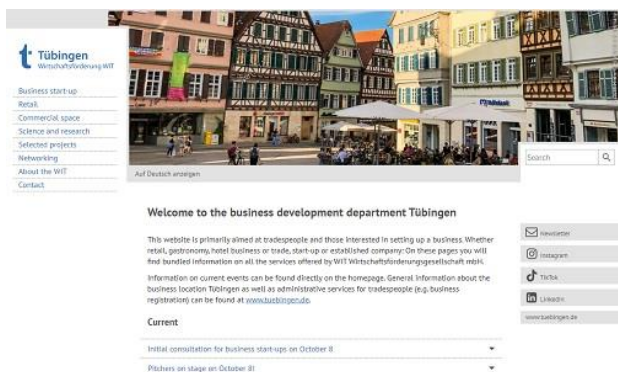 Tübingen
Wirtschaftsförderung WIT
Business start-up
Retail
Commercial space
Science and research
Selected projects
Networking
About the WIT
Contact
Auf Deutsch anzeigen
Search
Welcome to the business development department Tübingen
This website is primarily aimed at tradespeople and those interested in setting up a business. Whether
retail, gastronomy, hotel business or trade, start-up or established company: On these pages you will
find bundled information on all the services offered by WIT Wirtschaftsförderungsgesellschaft mbH.
Information on current events can be found directly on the homepage. General information about the
business location Tübingen as well as administrative services for tradespeople (e.g. business
registration) can be found at www.tuebingen.de.
Current
Initial consultation for business start-ups on October 8
Pitchers on stage on October 8!
Newsletter
Instagram
TikTok
LinkedIn
www.tuebingen.de